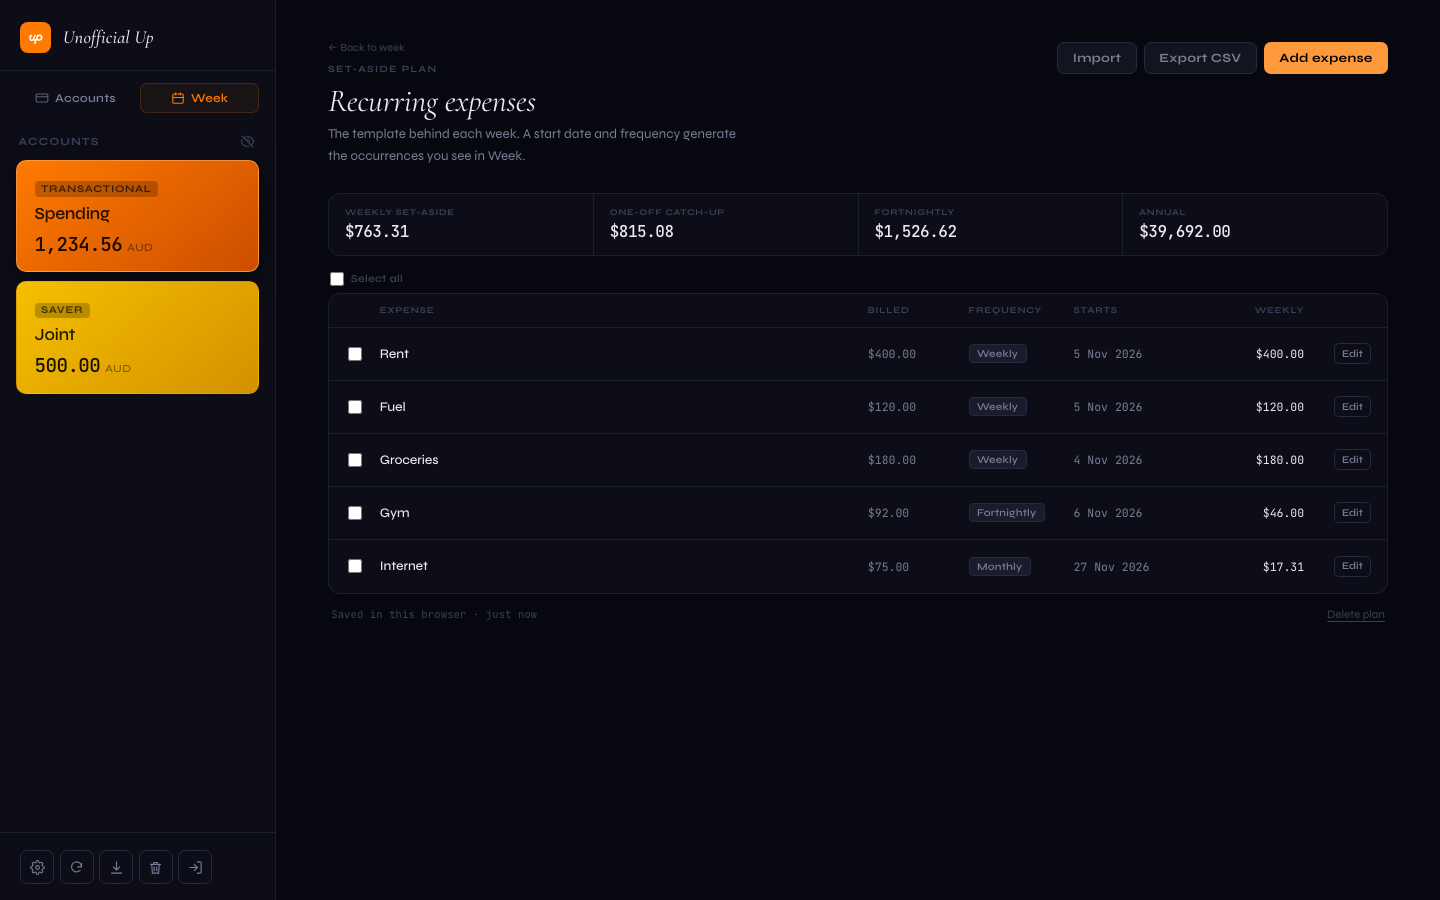 up Unofficial Up
Accounts Week
ACCOUNTS
TRANSACTIONAL
Spending
1,234.56 AUD
SAVER
Joint
500.00 AUD
← Back to week
SET-ASIDE PLAN
Recurring expenses
The template behind each week. A start date and frequency generate
the occurrences you see in Week.
Import Export CSV Add expense
WEEKLY SET-ASIDE ONE-OFF CATCH-UP FORTNIGHTLY ANNUAL
$763.31 $815.08 $1,526.62 $39,692.00
Select all
EXPENSE BILLED FREQUENCY STARTS WEEKLY
Rent $400.00 Weekly 5 Nov 2026 $400.00 Edit
Fuel $120.00 Weekly 5 Nov 2026 $120.00 Edit
Groceries $180.00 Weekly 4 Nov 2026 $180.00 Edit
Gym $92.00 Fortnightly 6 Nov 2026 $46.00 Edit
Internet $75.00 Monthly 27 Nov 2026 $17.31 Edit
Saved in this browser · just now Delete plan